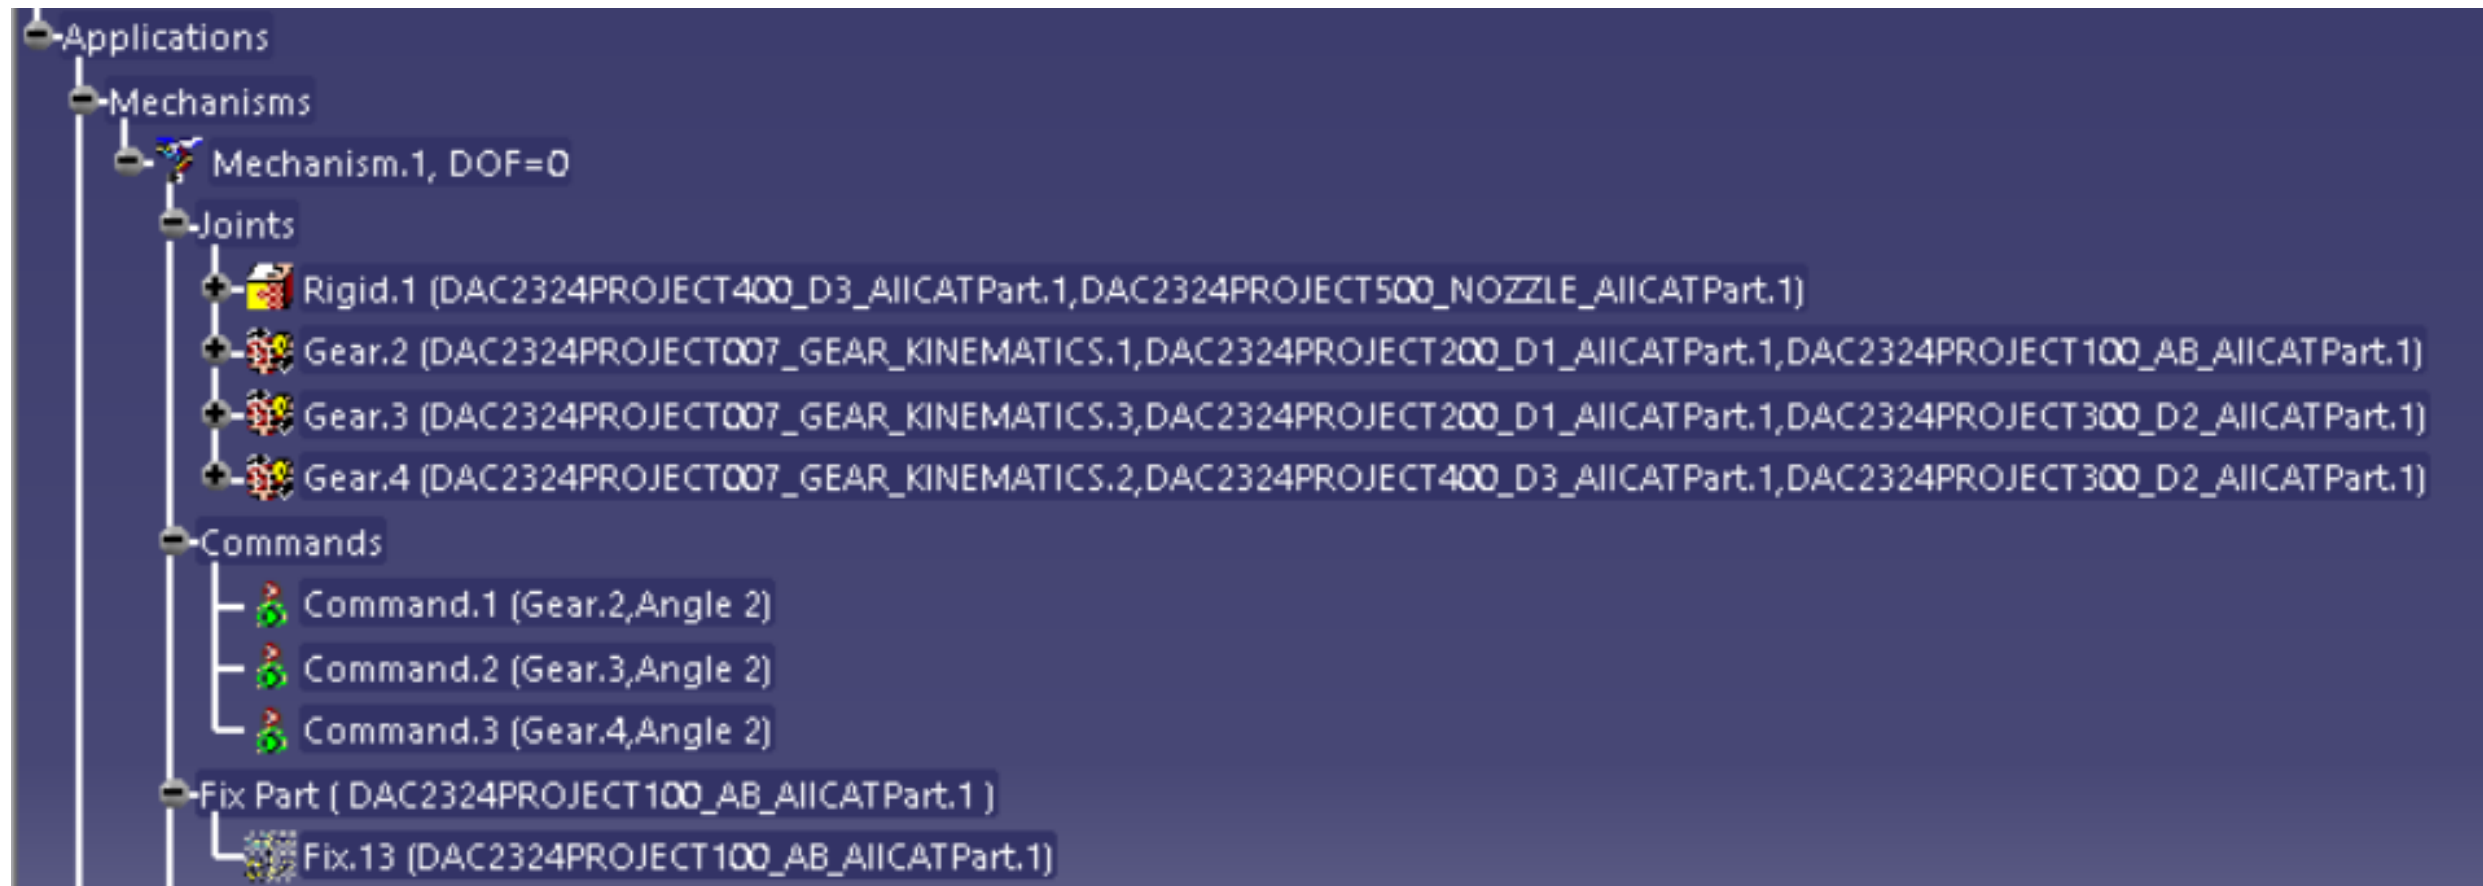 Applications
Mechanisms
Mechanism.1, DOF=0
Joints
Rigid.1 (DAC2324PROJECT400_D3_AllCATPart.1,DAC2324PROJECT500_NOZZLE_AllCATPart.1)
Gear.2 (DAC2324PROJECT007_GEAR_KINEMATICS.1,DAC2324PROJECT200_D1_AllCATPart.1,DAC2324PROJECT100_AB_AllCATPart.1)
Gear.3 (DAC2324PROJECT007_GEAR_KINEMATICS.3,DAC2324PROJECT200_D1_AllCATPart.1,DAC2324PROJECT300_D2_AllCATPart.1)
Gear.4 (DAC2324PROJECT007_GEAR_KINEMATICS.2,DAC2324PROJECT400_D3_AllCATPart.1,DAC2324PROJECT300_D2_AllCATPart.1)
Commands
Command.1 (Gear.2,Angle 2)
Command.2 (Gear.3,Angle 2)
Command.3 (Gear.4,Angle 2)
Fix Part ( DAC2324PROJECT100_AB_AllCATPart.1 )
Fix.13 (DAC2324PROJECT100_AB_AllCATPart.1)